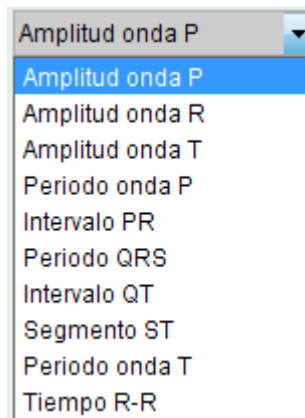 Amplitud onda P
Amplitud onda P
Amplitud onda R
Amplitud onda T
Periodo onda P
Intervalo PR
Periodo QRS
Intervalo QT
Segmento ST
Periodo onda T
Tiempo R-R